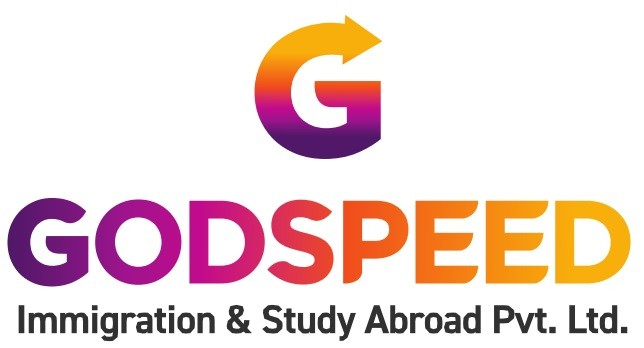 G
GODSPEED
Immigration & Study Abroad Pvt. Ltd.